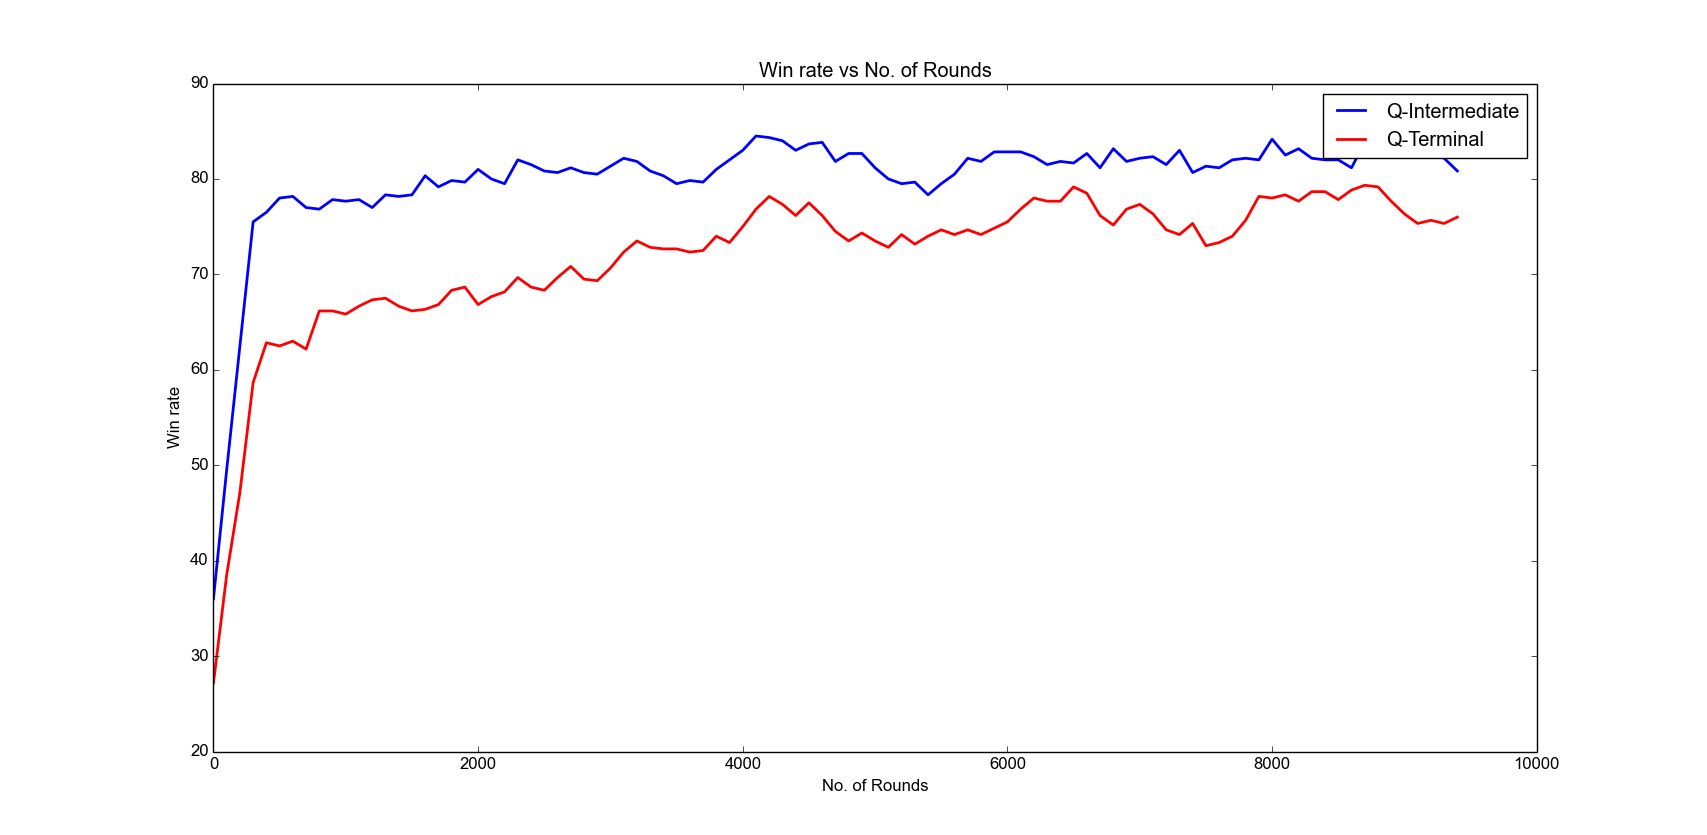 Win rate vs No. of Rounds
90
80
70
60
50
40
30
20
Win rate
Q-Intermediate
Q-Terminal
0
2000
4000
6000
8000
10000
No. of Rounds